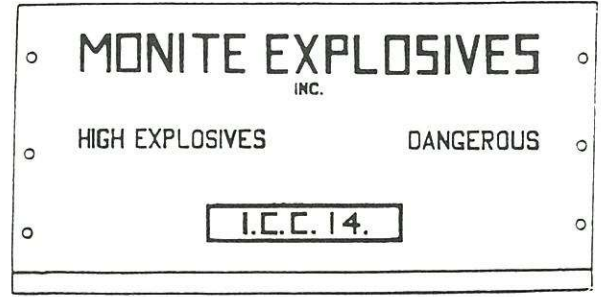 MONITE EXPLOSIVES
INC.
HIGH EXPLOSIVES DANGEROUS
I.C.C. 14.